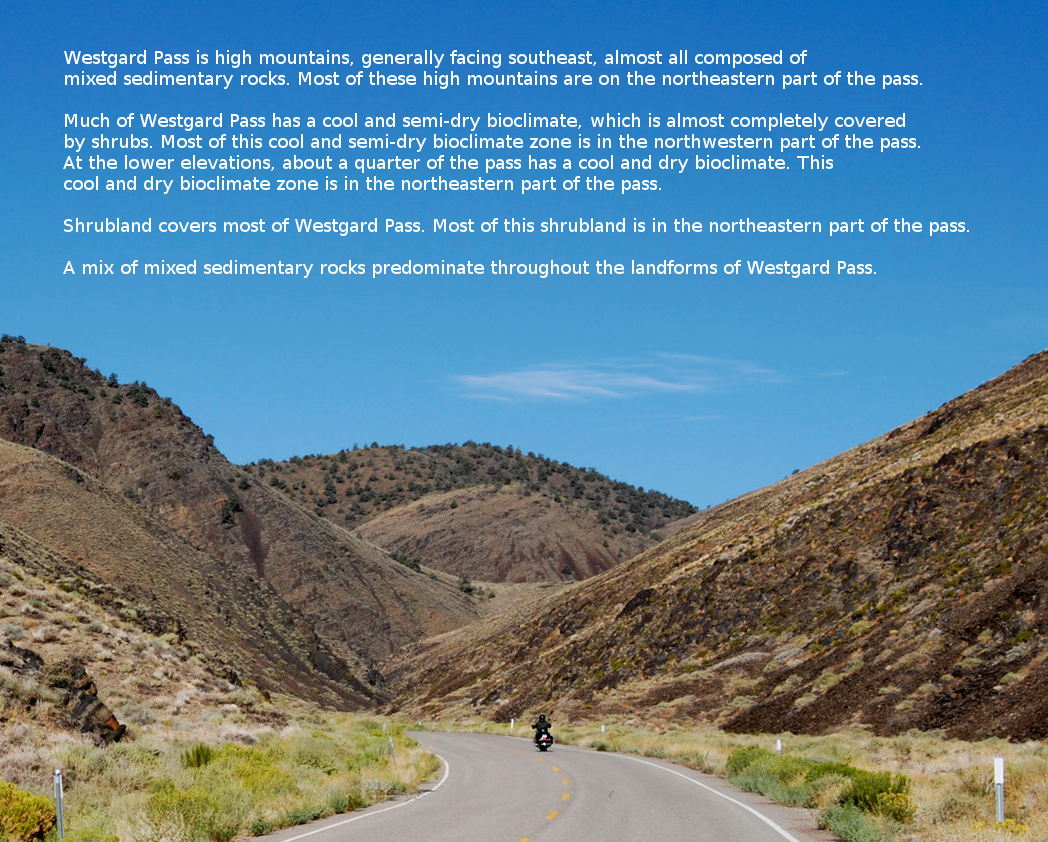 Westgard Pass is high mountains, generally facing southeast, almost all composed of
mixed sedimentary rocks. Most of these high mountains are on the northeastern part of the pass.
Much of Westgard Pass has a cool and semi-dry bioclimate, which is almost completely covered
by shrubs. Most of this cool and semi-dry bioclimate zone is in the northwestern part of the pass.
At the lower elevations, about a quarter of the pass has a cool and dry bioclimate. This
cool and dry bioclimate zone is in the northeastern part of the pass.
Shrubland covers most of Westgard Pass. Most of this shrubland is in the northeastern part of the pass.
A mix of mixed sedimentary rocks predominate throughout the landforms of Westgard Pass.